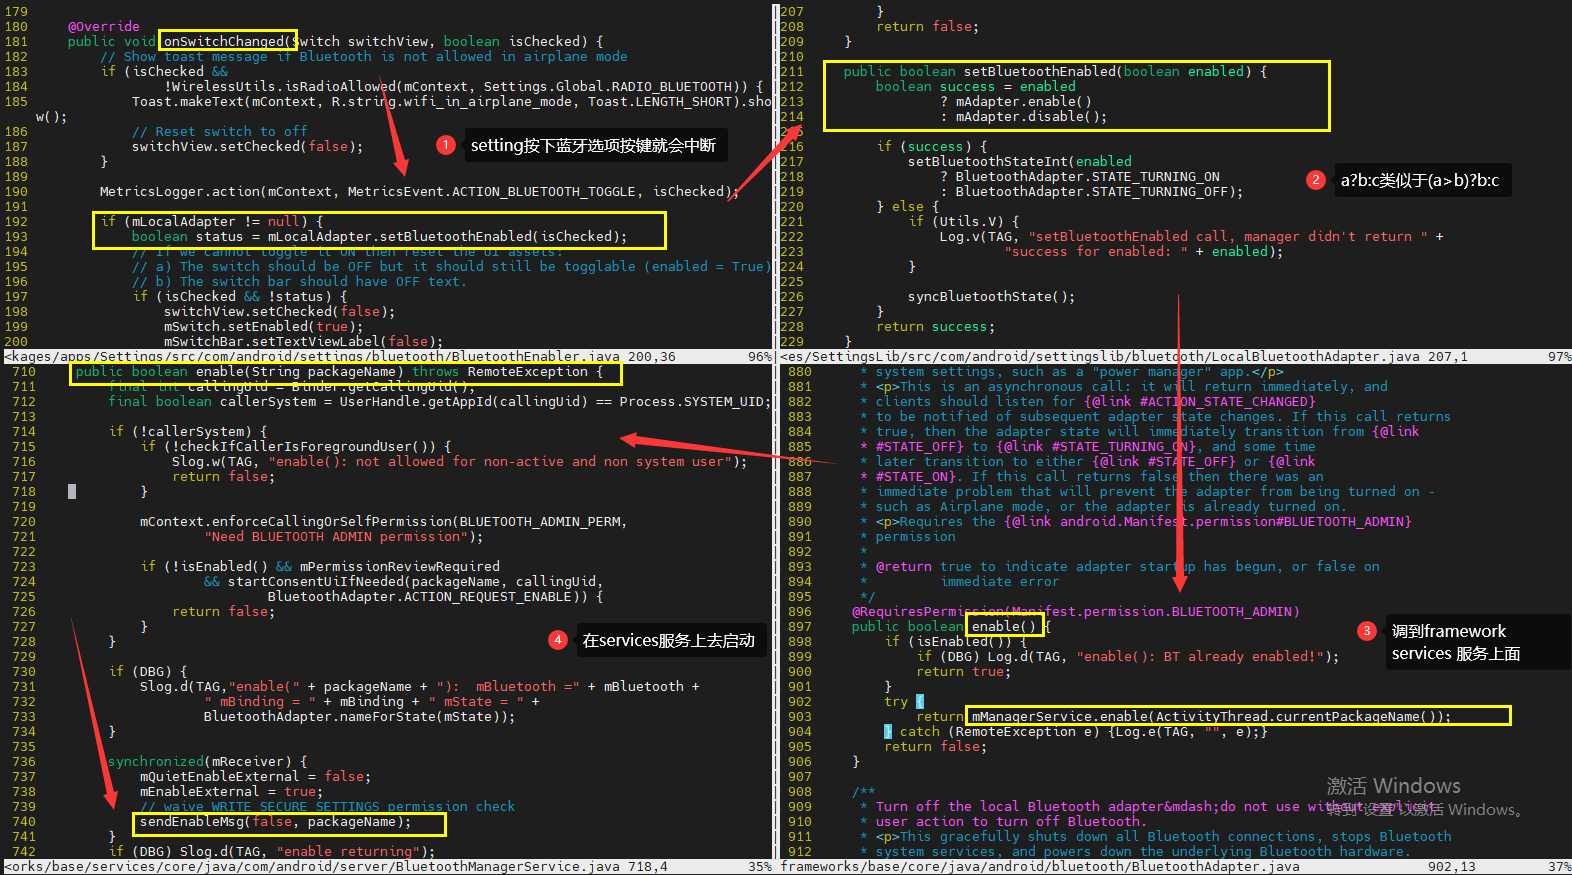 179
180     @Override
181     public void onSwitchChanged(Switch switchView, boolean isChecked) {
182         // Show toast message if Bluetooth is not allowed in airplane mode
183         if (isChecked &&
184                 !WirelessUtils.isRadioAllowed(mContext, Settings.Global.RADIO_BLUETOOTH)) {
185             Toast.makeText(mContext, R.string.wifi_in_airplane_mode, Toast.LENGTH_SHORT).sho
w();
186             // Reset switch to off
187             switchView.setChecked(false);
188         }
189
190         MetricsLogger.action(mContext, MetricsEvent.ACTION_BLUETOOTH_TOGGLE, isChecked);
191
192         if (mLocalAdapter != null) {
193             boolean status = mLocalAdapter.setBluetoothEnabled(isChecked);
194             // If we cannot toggle it ON then reset the UI assets:
195             // a) The switch should be OFF but it should still be togglable (enabled = True)
196             // b) The switch bar should have OFF text.
197             if (isChecked && !status) {
198                 switchView.setChecked(false);
199                 mSwitch.setEnabled(true);
200                 mSwitchBar.setTextViewLabel(false);
<kages/apps/Settings/src/com/android/settings/bluetooth/BluetoothEnabler.java 200,36 96%
1 setting按下蓝牙选项按键就会中断
207         }
208         return false;
209     }
210
211     public boolean setBluetoothEnabled(boolean enabled) {
212         boolean success = enabled
213                 ? mAdapter.enable()
214                 : mAdapter.disable();
215
216         if (success) {
217             setBluetoothStateInt(enabled
218                 ? BluetoothAdapter.STATE_TURNING_ON
219                 : BluetoothAdapter.STATE_TURNING_OFF);
220         } else {
221             if (Utils.V) {
222                 Log.v(TAG, "setBluetoothEnabled call, manager didn't return " +
223                         "success for enabled: " + enabled);
224             }
225
226             syncBluetoothState();
227         }
228         return success;
229     }
<es/SettingsLib/src/com/android/settingslib/bluetooth/LocalBluetoothAdapter.java 207,1 97%
2 a?b:c类似于(a>b)?b:c
710     public boolean enable(String packageName) throws RemoteException {
711         final int callingUid = Binder.getCallingUid();
712         final boolean callerSystem = UserHandle.getAppId(callingUid) == Process.SYSTEM_UID;
713
714         if (!callerSystem) {
715             if (!checkIfCallerIsForegroundUser()) {
716                 Slog.w(TAG, "enable(): not allowed for non-active and non system user");
717                 return false;
718             }
719
720             mContext.enforceCallingOrSelfPermission(BLUETOOTH_ADMIN_PERM,
721                     "Need BLUETOOTH ADMIN permission");
722
723             if (!isEnabled() && mPermissionReviewRequired
724                     && startConsentUiIfNeeded(packageName, callingUid,
725                             BluetoothAdapter.ACTION_REQUEST_ENABLE)) {
726                 return false;
727             }
728         }
729
730         if (DBG) {
731             Slog.d(TAG,"enable(" + packageName + "):  mBluetooth =" + mBluetooth +
732                     " mBinding = " + mBinding + " mState = " +
733                     BluetoothAdapter.nameForState(mState));
734         }
735
736         synchronized(mReceiver) {
737             mQuietEnableExternal = false;
738             mEnableExternal = true;
739             // waive WRITE_SECURE_SETTINGS permission check
740             sendEnableMsg(false, packageName);
741         }
742         if (DBG) Slog.d(TAG, "enable returning");
<orks/base/services/core/java/com/android/server/BluetoothManagerService.java 718,4 35%
4 在services服务上去启动
880      * system settings, such as a "power manager" app.</p>
881      * <p>This is an asynchronous call: it will return immediately, and
882      * clients should listen for {@link #ACTION_STATE_CHANGED}
883      * to be notified of subsequent adapter state changes. If this call returns
884      * true, then the adapter state will immediately transition from {@link
885      * #STATE_OFF} to {@link #STATE_TURNING_ON}, and some time
886      * later transition to either {@link #STATE_OFF} or {@link
887      * #STATE_ON}. If this call returns false then there was an
888      * immediate problem that will prevent the adapter from being turned on -
889      * such as Airplane mode, or the adapter is already turned on.
890      * <p>Requires the {@link android.Manifest.permission#BLUETOOTH_ADMIN}
891      * permission
892      *
893      * @return true to indicate adapter startup has begun, or false on
894      *         immediate error
895      */
896     @RequiresPermission(Manifest.permission.BLUETOOTH_ADMIN)
897     public boolean enable() {
898         if (isEnabled()) {
899             if (DBG) Log.d(TAG, "enable(): BT already enabled!");
900             return true;
901         }
902         try {
903             return mManagerService.enable(ActivityThread.currentPackageName());
904         } catch (RemoteException e) {Log.e(TAG, "", e);}
905         return false;
906     }
907
908     /**
909      * Turn off the local Bluetooth adapter&mdash;do not use without explicit
910      * user action to turn off Bluetooth.
911      * <p>This gracefully shuts down all Bluetooth connections, stops Bluetooth
912      * system services, and powers down the underlying Bluetooth hardware.
frameworks/base/core/java/android/bluetooth/BluetoothAdapter.java 902,13 37%
3 调到framework
services 服务上面
激活 Windows
转到"设置"以激活 Windows。